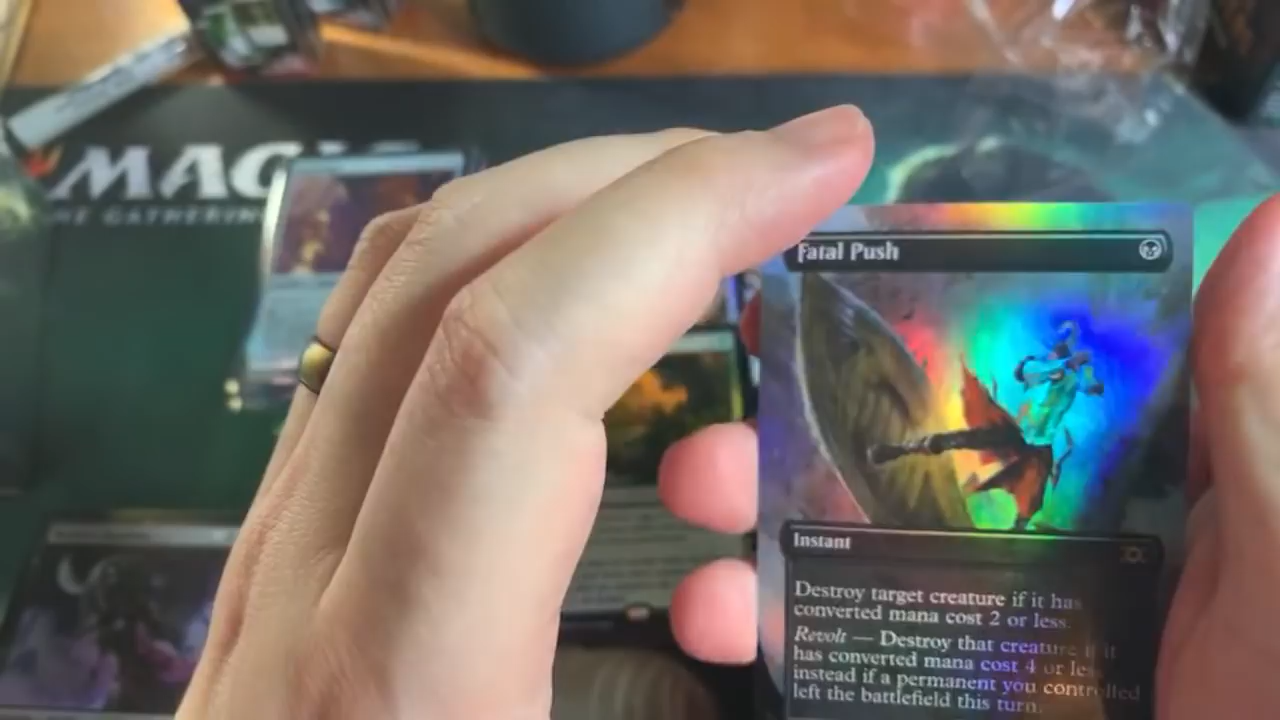 MAGIC
THE GATHERING
Fatal Push
Instant
Destroy target creature if it has
converted mana cost 2 or less.
Revolt — Destroy that creature if it
has converted mana cost 4 or less
instead if a permanent you controlled
left the battlefield this turn.